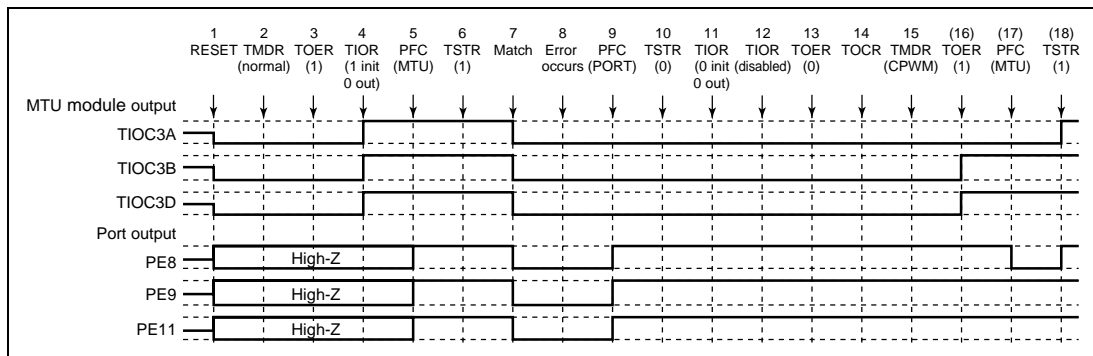 1 2 3 4 5 6 7 8 9 10 11 12 13 14 15 (16) (17) (18)
RESET TMDR TOER TIOR PFC TSTR Match Error PFC TSTR TIOR TIOR TOER TOCR TMDR TOER PFC TSTR
(normal) (1) (1 init (MTU) (1) occurs (PORT) (0) (0 init (disabled) (0) (CPWM) (1) (MTU) (1)
0 out) 0 out)
MTU module output
TIOC3A
TIOC3B
TIOC3D
Port output
PE8 High-Z
PE9 High-Z
PE11 High-Z